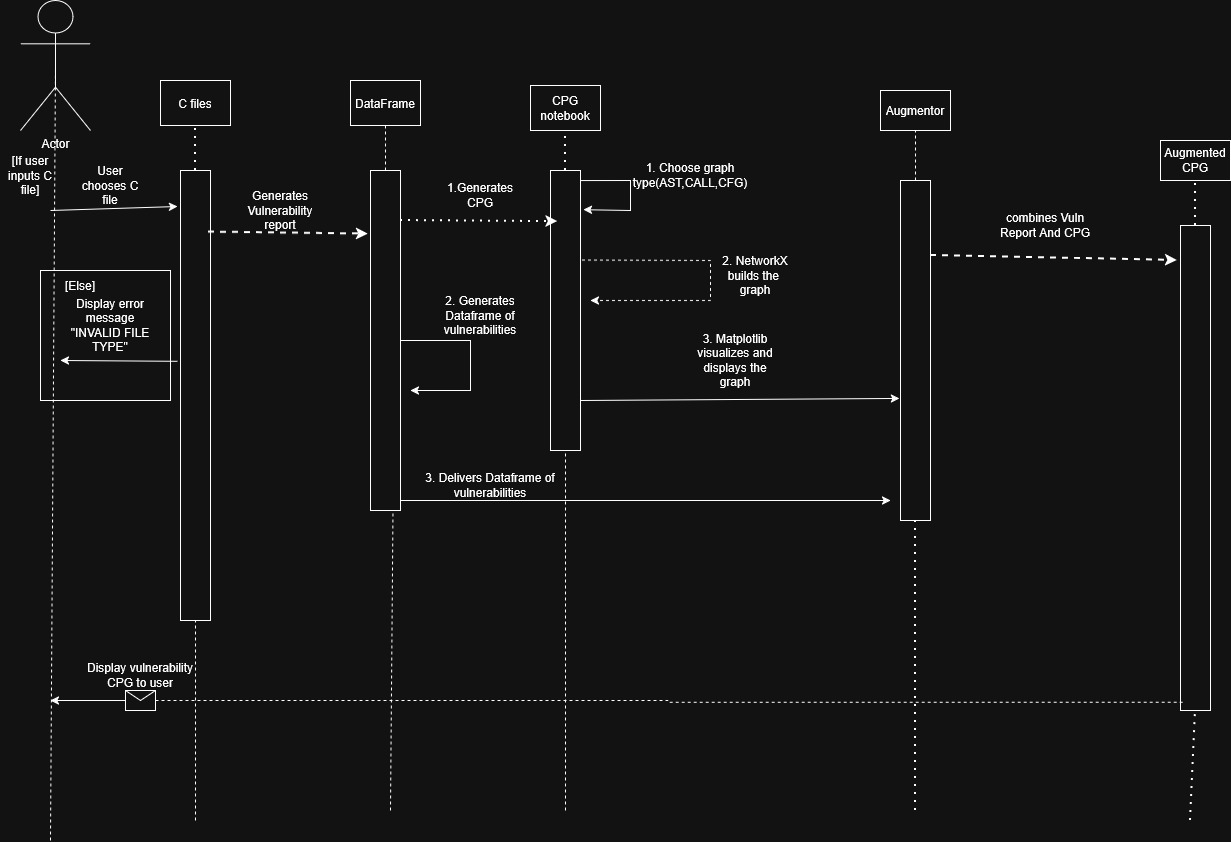 C files
DataFrame
CPG
notebook
Augmentor
Augmented
CPG
Actor
[If user
inputs C
file]
User
chooses C
file
Generates
Vulnerability
report
1.Generates
CPG
1. Choose graph
type(AST,CALL,CFG)
combines Vuln
Report And CPG
2. NetworkX
builds the
graph
[Else]
Display error
message
"INVALID FILE
TYPE"
2. Generates
Dataframe of
vulnerabilities
3. Matplotlib
visualizes and
displays the
graph
3. Delivers Dataframe of
vulnerabilities
Display vulnerability
CPG to user